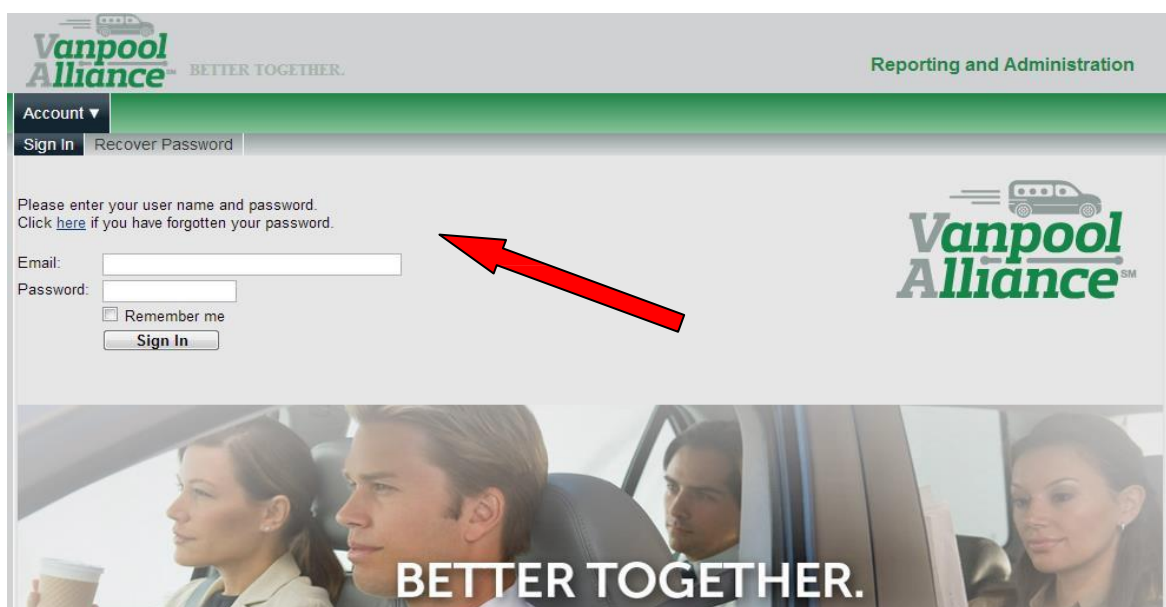 Vanpool
Alliance BETTER TOGETHER.
Reporting and Administration
Account ▼
Sign In Recover Password
Please enter your user name and password.
Click here if you have forgotten your password.
Email:
Password:
Remember me
Sign In
Vanpool
Alliance SM
BETTER TOGETHER.